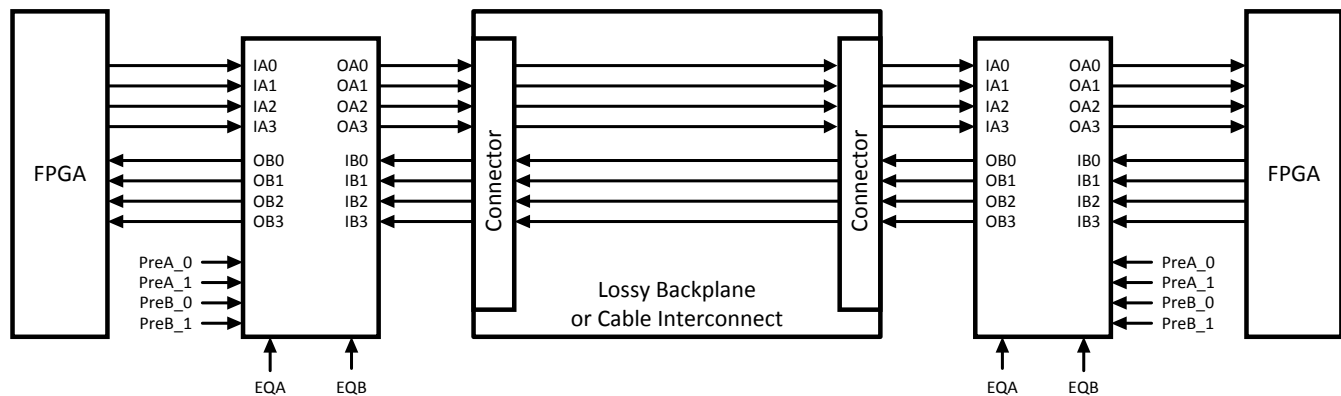 FPGA
IA0 OA0
IA1 OA1
IA2 OA2
IA3 OA3
OB0 IB0
OB1 IB1
OB2 IB2
OB3 IB3
PreA_0
PreA_1
PreB_0
PreB_1
EQA EQB
Connector
Lossy Backplane
or Cable Interconnect
Connector
IA0 OA0
IA1 OA1
IA2 OA2
IA3 OA3
OB0 IB0
OB1 IB1
OB2 IB2
OB3 IB3
PreA_0
PreA_1
PreB_0
PreB_1
EQA EQB
FPGA